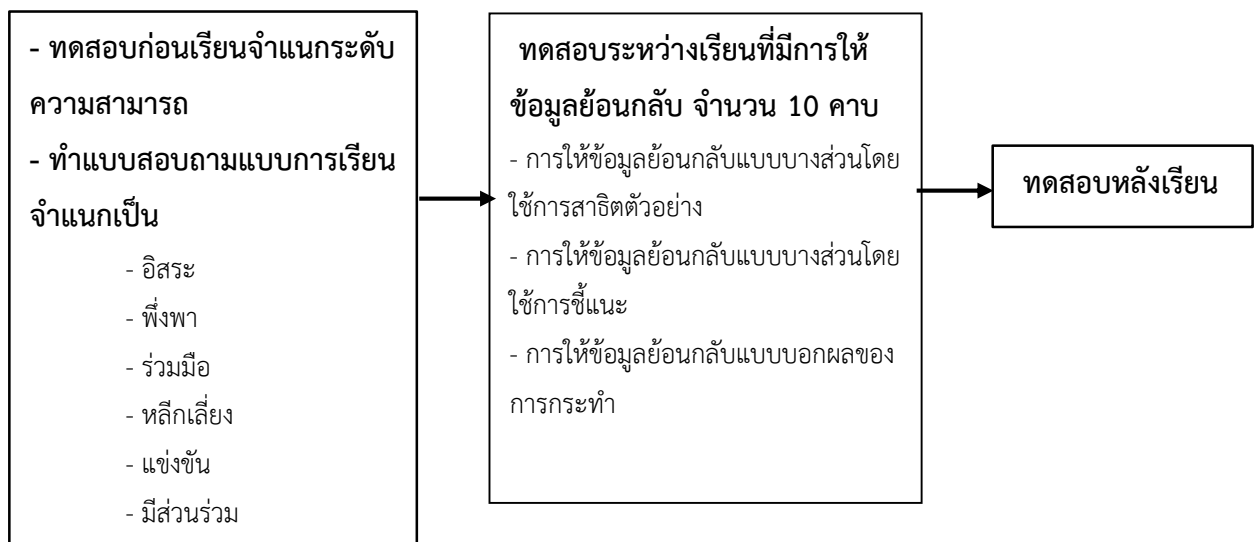 - ทดสอบก่อนเรียนจำแนกระดับ
ความสามารถ
- ทำแบบสอบถามแบบการเรียน
จำแนกเป็น
- อิสระ
- พึ่งพา
- ร่วมมือ
- หลีกเลี่ยง
- แข่งขัน
- มีส่วนร่วม
ทดสอบระหว่างเรียนที่มีการให้
ข้อมูลย้อนกลับ จำนวน 10 คาบ
- การให้ข้อมูลย้อนกลับแบบบางส่วนโดย
ใช้การสาธิตตัวอย่าง
- การให้ข้อมูลย้อนกลับแบบบางส่วนโดย
ใช้การชี้แนะ
- การให้ข้อมูลย้อนกลับแบบบอกผลของ
การกระทำ
ทดสอบหลังเรียน